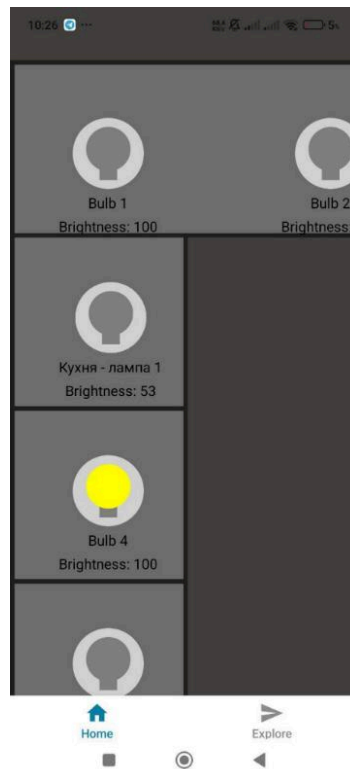 10:26 ...
5%
Bulb 1
Bulb 2
Brightness: 100
Brightness:
Кухня - лампа 1
Brightness: 53
Bulb 4
Brightness: 100
Home
Explore